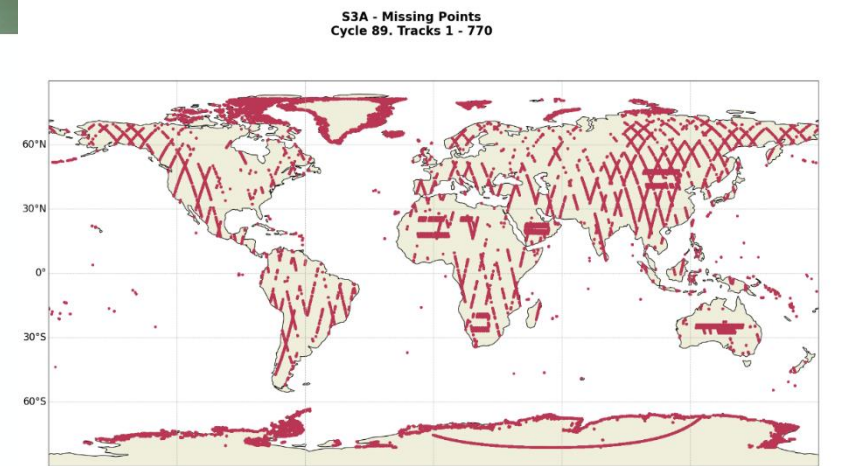 S3A - Missing Points
Cycle 89. Tracks 1 - 770
60°N
30°N
0°
30°S
60°S